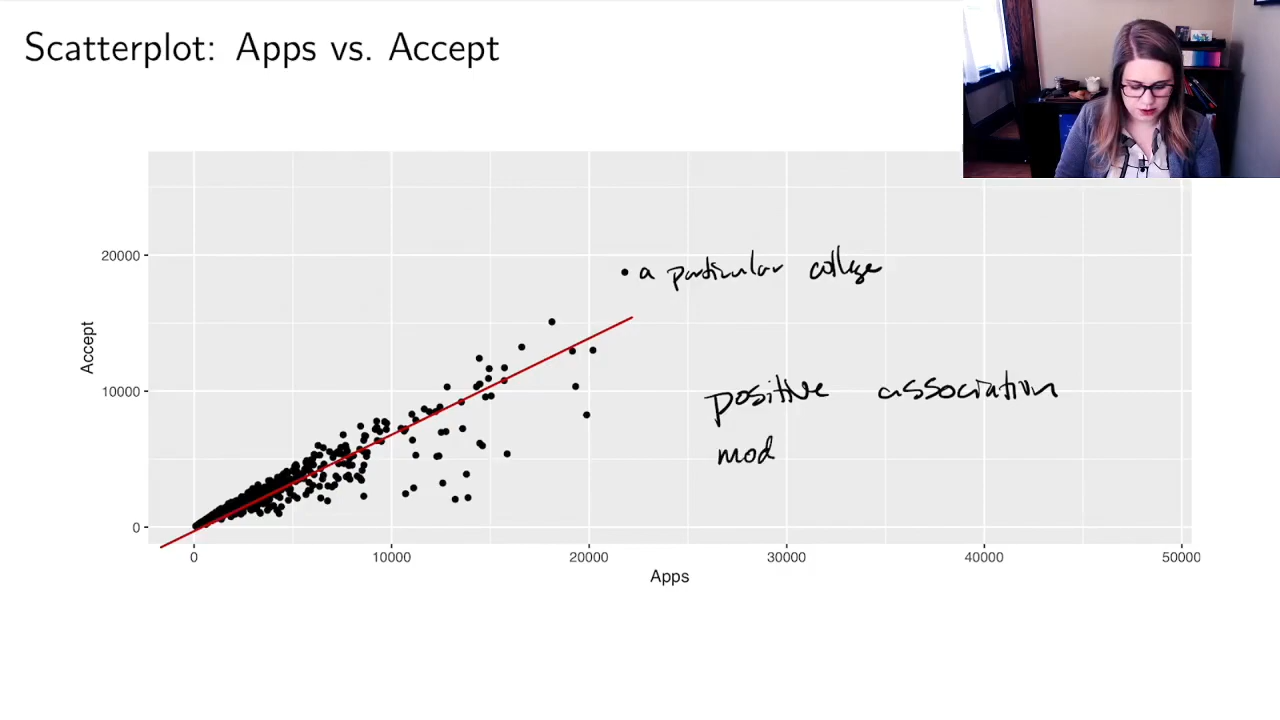 Scatterplot: Apps vs. Accept
20000
a particular college
Accept
10000
positive association
mod
0
0 10000 20000 30000 40000 50000
Apps